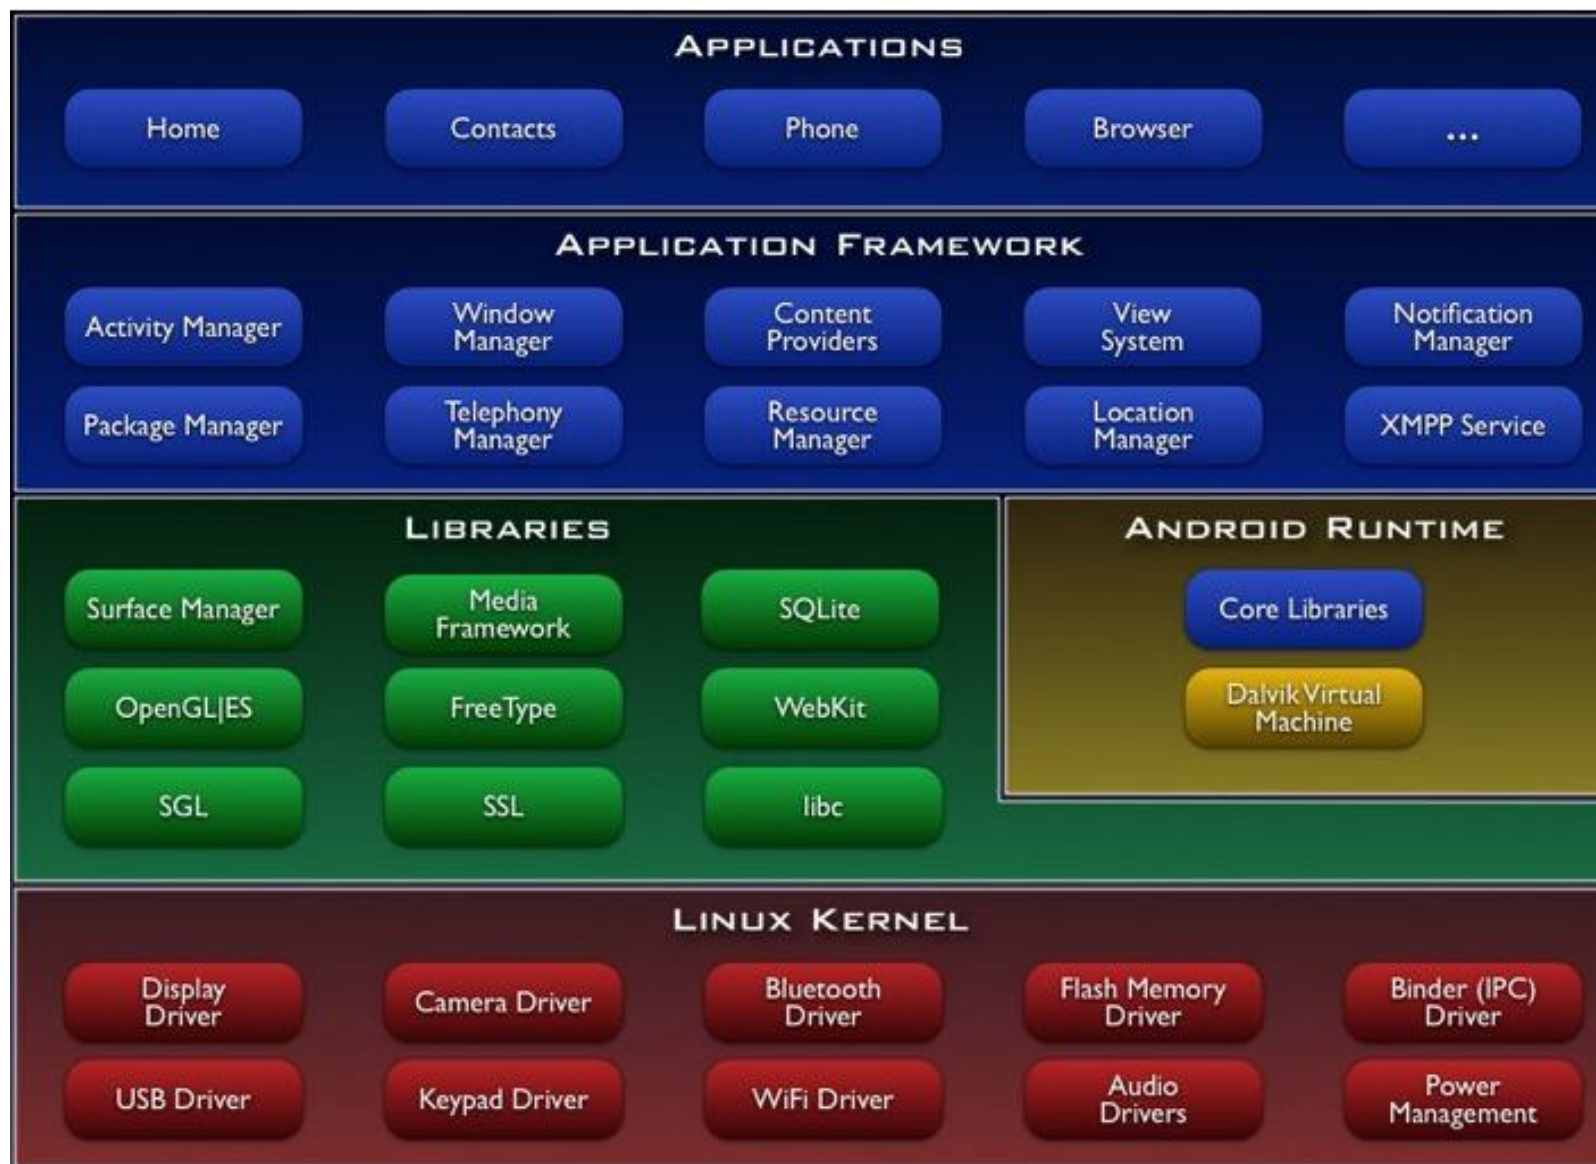 APPLICATIONS
Home
Contacts
Phone
Browser
...
APPLICATION FRAMEWORK
Activity Manager
Window
Manager
Content
Providers
View
System
Notification
Manager
Package Manager
Telephony
Manager
Resource
Manager
Location
Manager
XMPP Service
LIBRARIES
Surface Manager
Media
Framework
SQLite
OpenGL|ES
FreeType
WebKit
SGL
SSL
libc
ANDROID RUNTIME
Core Libraries
Dalvik Virtual
Machine
LINUX KERNEL
Display
Driver
Camera Driver
Bluetooth
Driver
Flash Memory
Driver
Binder (IPC)
Driver
USB Driver
Keypad Driver
WiFi Driver
Audio
Drivers
Power
Management